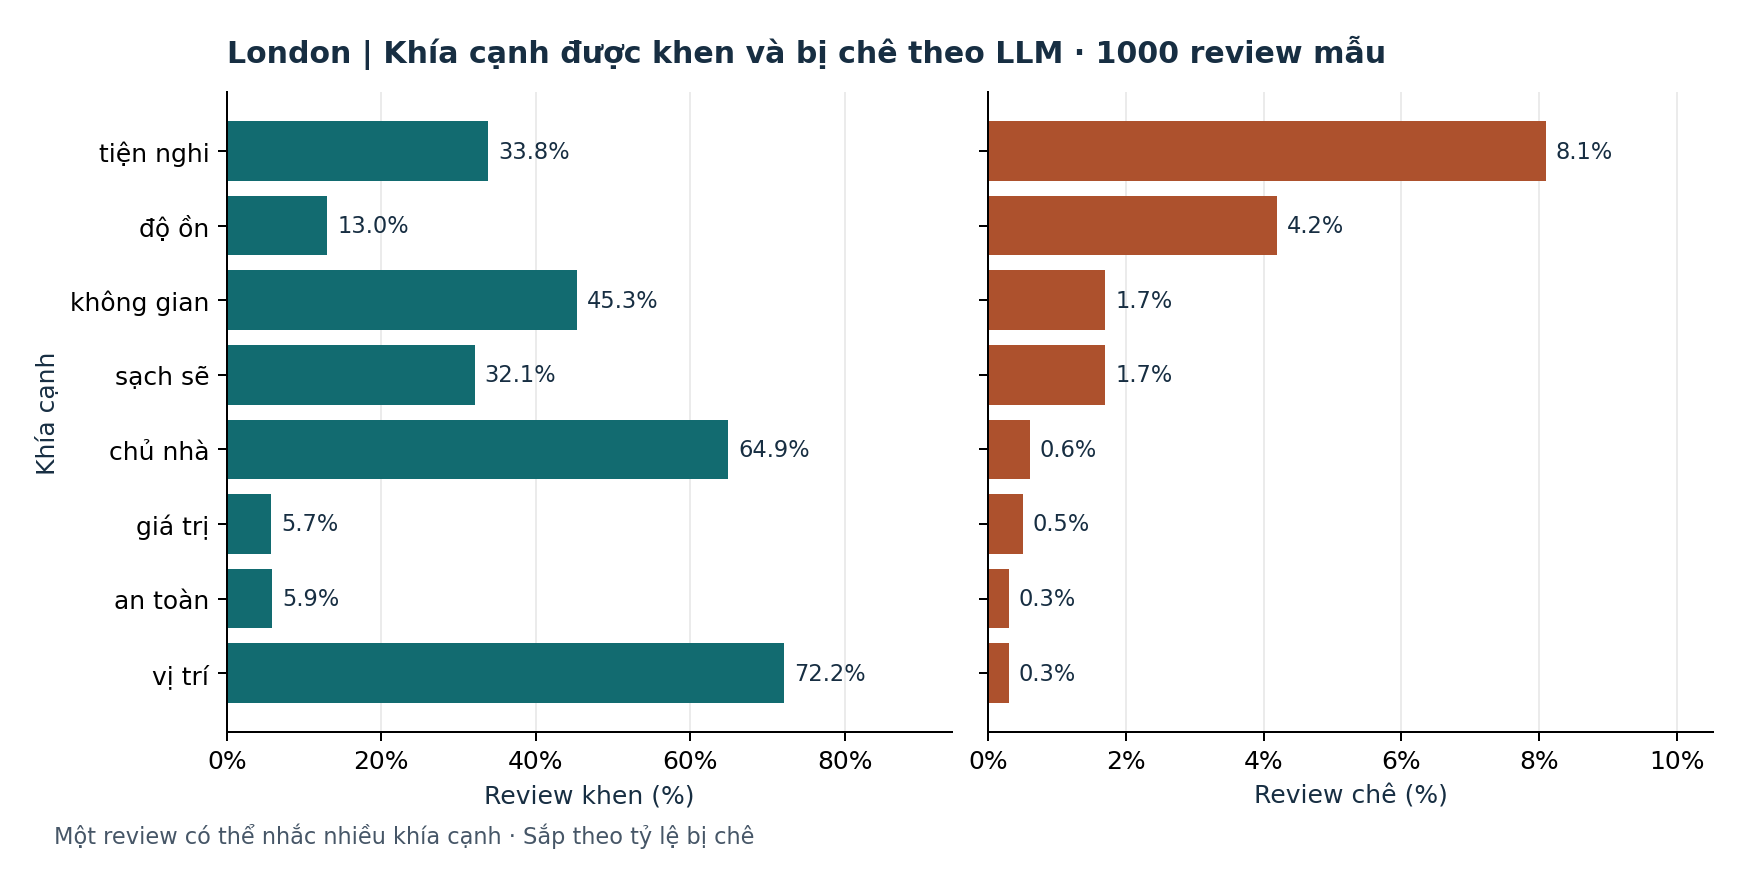 London | Khía cạnh được khen và bị chê theo LLM · 1000 review mẫu
Khía cạnh
tiện nghi
độ ồn
không gian
sạch sẽ
chủ nhà
giá trị
an toàn
vị trí
33.8%
13.0%
45.3%
32.1%
64.9%
5.7%
5.9%
72.2%
0%
20%
40%
60%
80%
Review khen (%)
8.1%
4.2%
1.7%
1.7%
0.6%
0.5%
0.3%
0.3%
0%
2%
4%
6%
8%
10%
Review chê (%)
Một review có thể nhắc nhiều khía cạnh · Sắp theo tỷ lệ bị chê